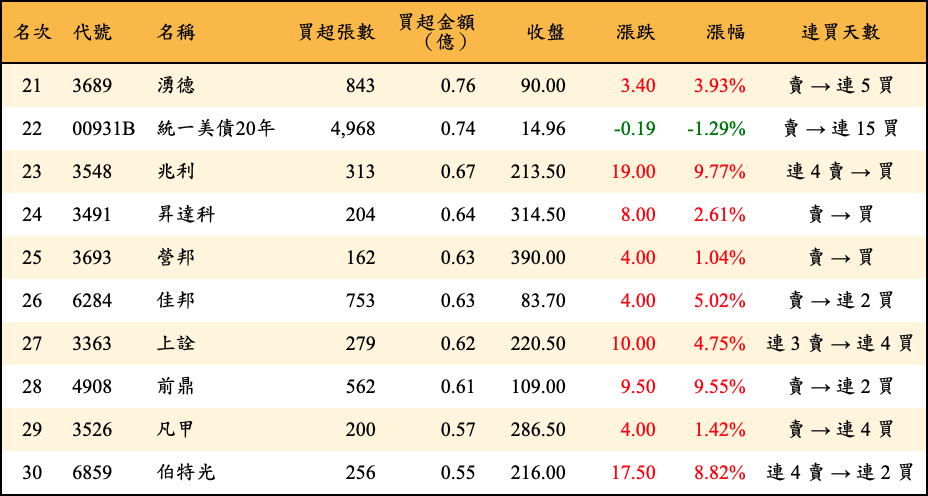 名次 代號 名稱 買超張數 買超金額（億） 收盤 漲跌 漲幅 連買天數
21 3689 湧德 843 0.76 90.00 3.40 3.93% 賣→連 5 買
22 00931B 統一美債20年 4,968 0.74 14.96 -0.19 -1.29% 賣→連 15 買
23 3548 兆利 313 0.67 213.50 19.00 9.77% 連 4 賣→買
24 3491 昇達科 204 0.64 314.50 8.00 2.61% 賣→買
25 3693 營邦 162 0.63 390.00 4.00 1.04% 賣→買
26 6284 佳邦 753 0.63 83.70 4.00 5.02% 賣→連 2 買
27 3363 上詮 279 0.62 220.50 10.00 4.75% 連 3 賣→連 4 買
28 4908 前鼎 562 0.61 109.00 9.50 9.55% 賣→連 2 買
29 3526 凡甲 200 0.57 286.50 4.00 1.42% 賣→連 4 買
30 6859 伯特光 256 0.55 216.00 17.50 8.82% 連 4 賣→連 2 買